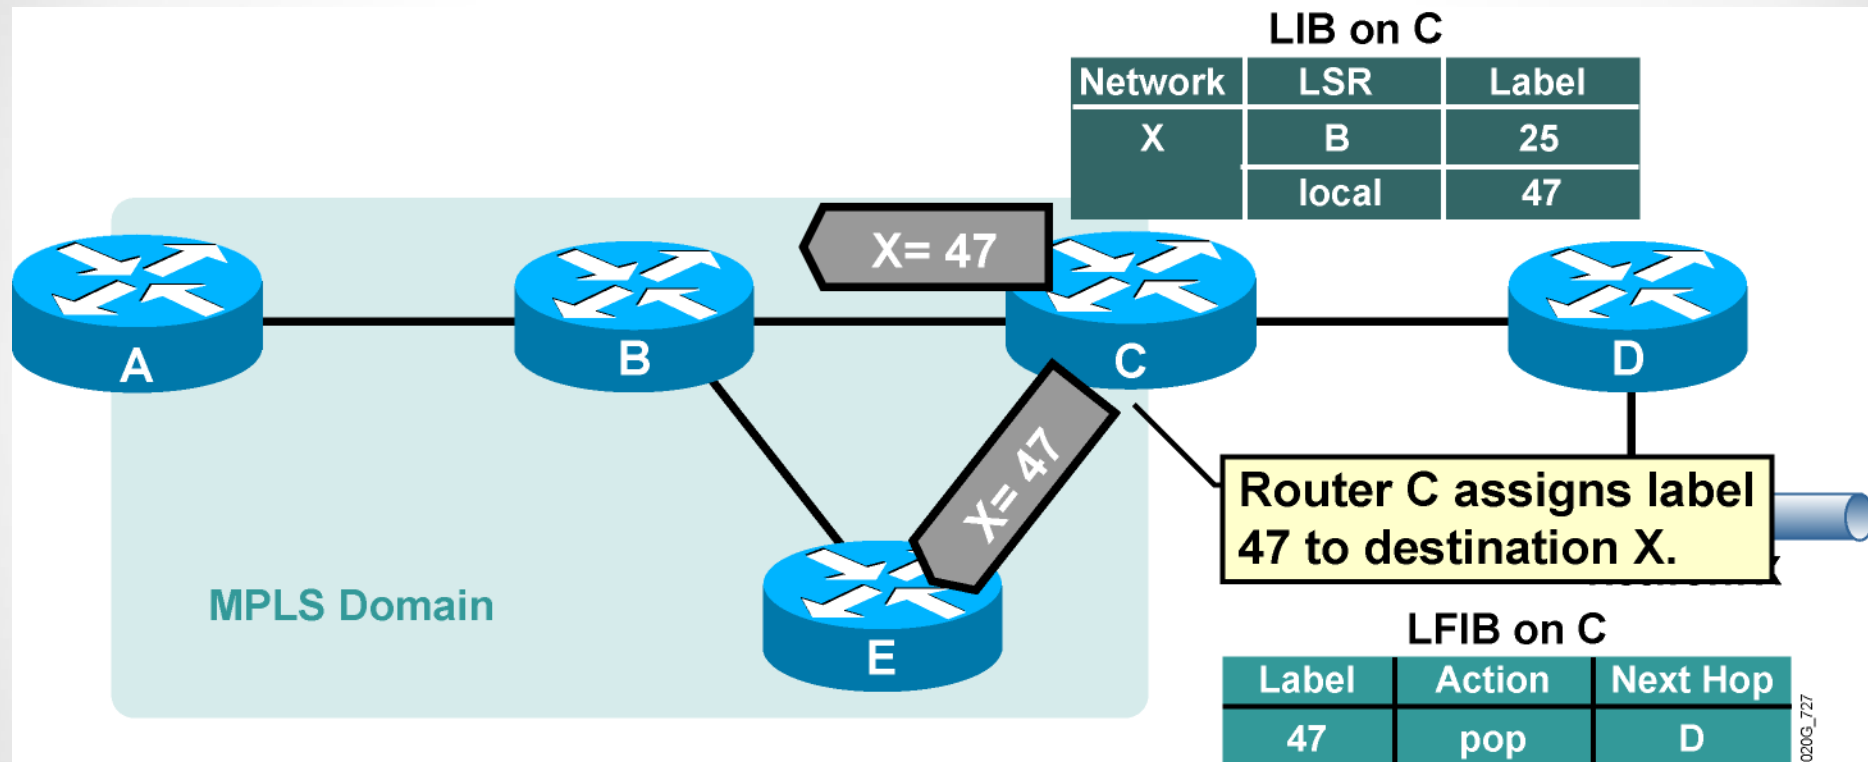 LIB on C
Network LSR Label
X B 25
local 47
X= 47
A
B
C
D
X= 47
Router C assigns label
47 to destination X.
MPLS Domain
E
LFIB on C
Label Action Next Hop
47 pop D
020G_727